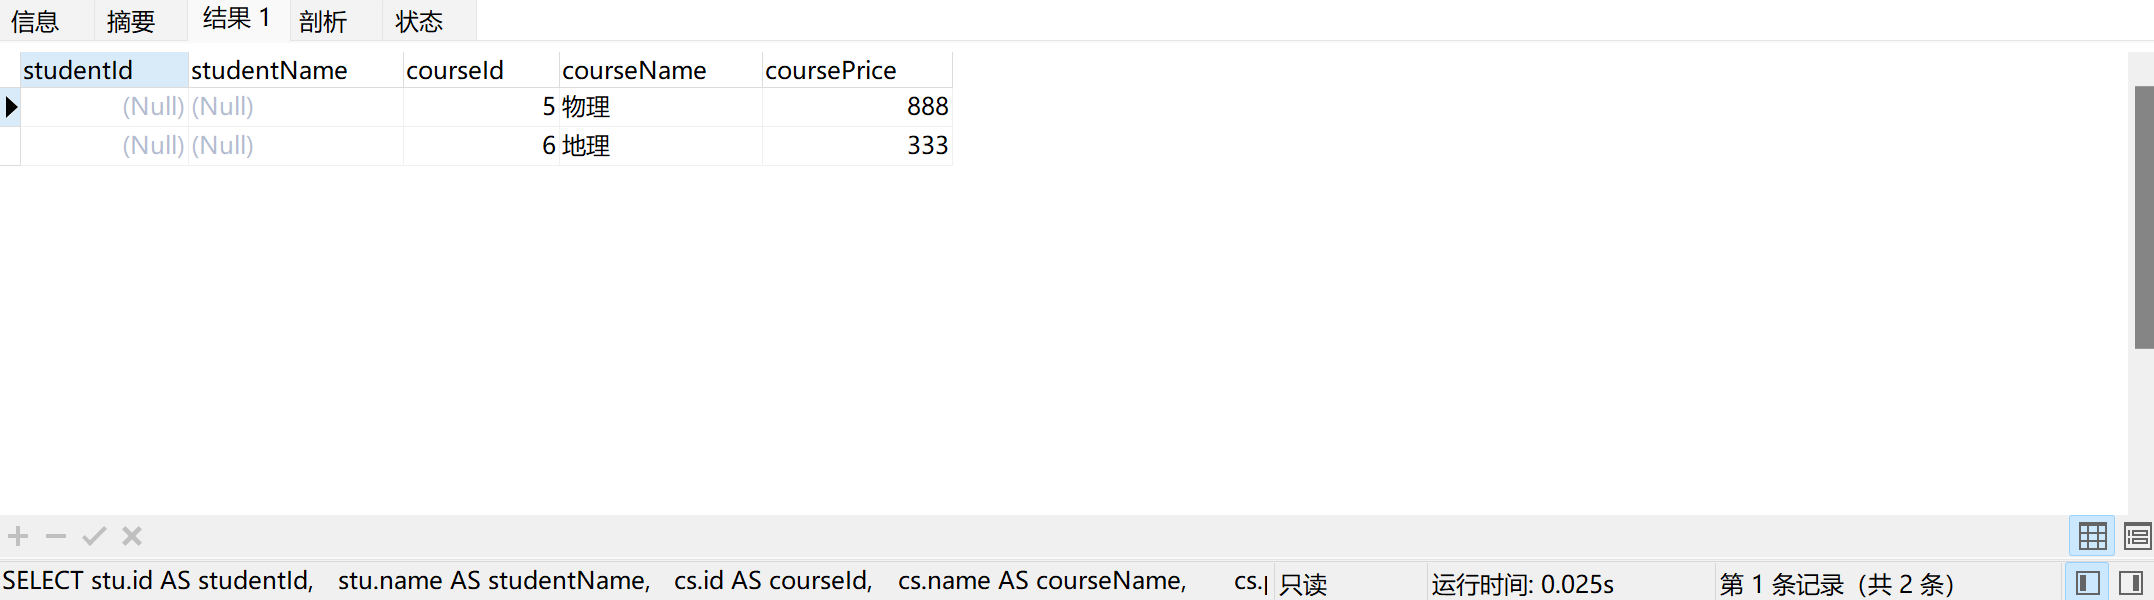 信息 摘要 结果 1 剖析 状态
studentId studentName courseId courseName coursePrice
(Null) (Null) 5 物理 888
(Null) (Null) 6 地理 333
SELECT stu.id AS studentId, stu.name AS studentName, cs.id AS courseId, cs.name AS courseName, cs. 只读 运行时间: 0.025s 第 1 条记录 (共 2 条)